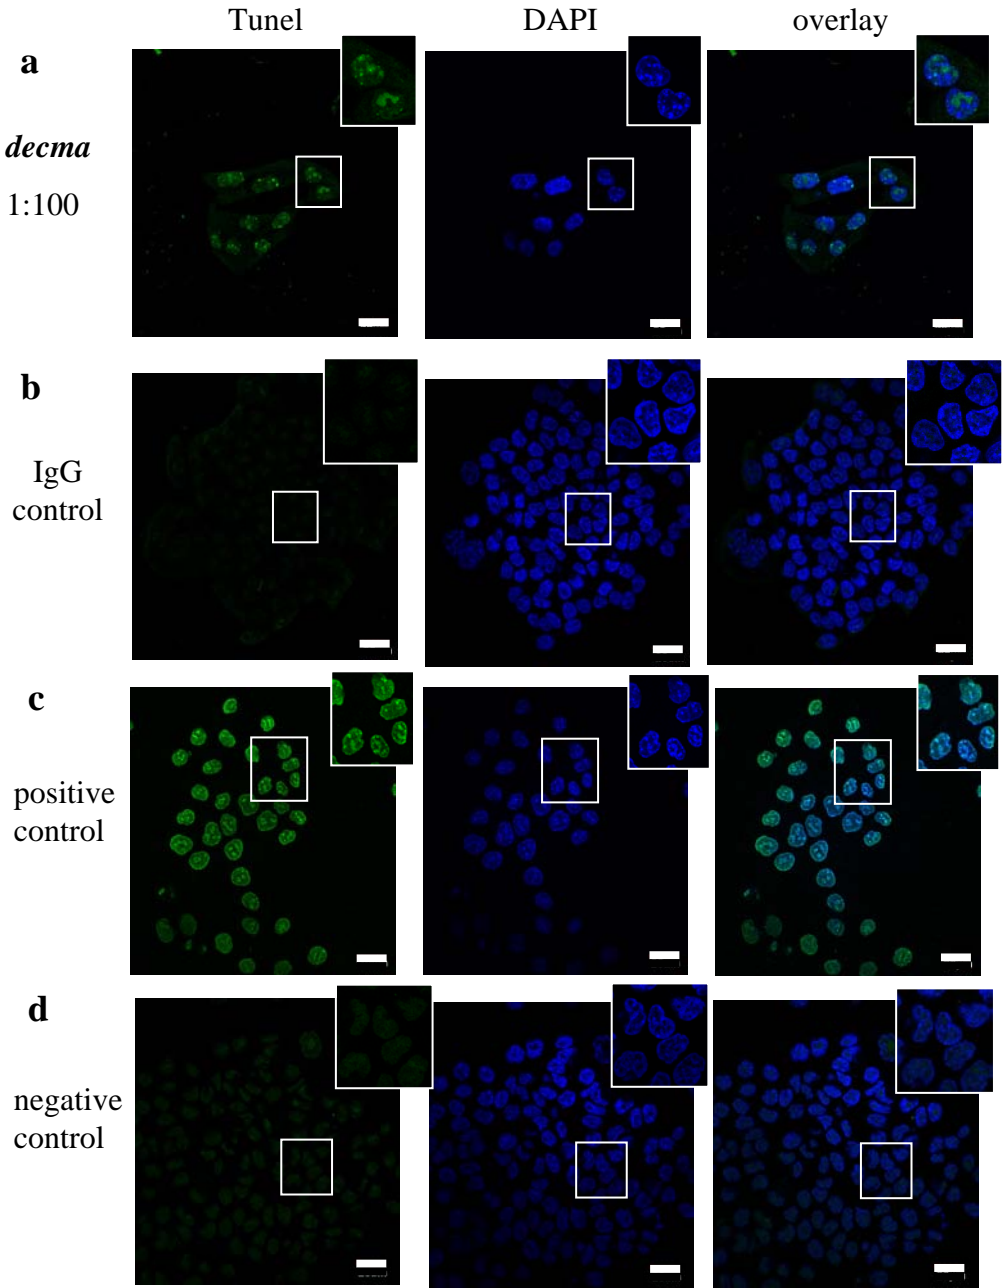 Tunel DAPI overlay
a
decma
1:100
b
IgG
control
c
positive
control
d
negative
control